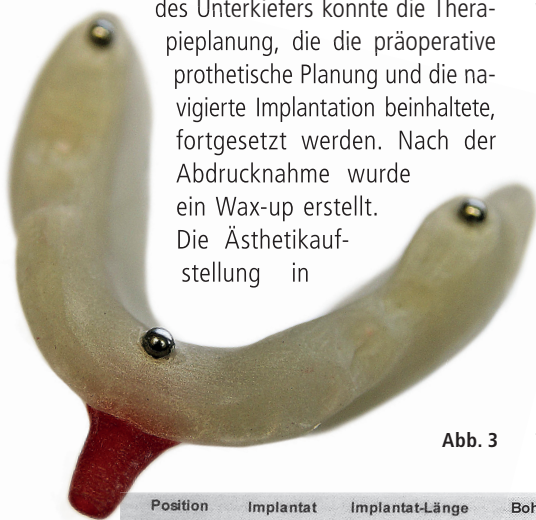 des Unterkiefers konnte die Thera-
pieplanung, die die präoperative
prothetische Planung und die na-
vigierte Implantation beinhaltete,
fortgesetzt werden. Nach der
Abdrucknahme wurde
ein Wax-up erstellt.
Die Ästhetikauf-
stellung in
Abb. 3
Position Implantat Implantat-Länge Boh